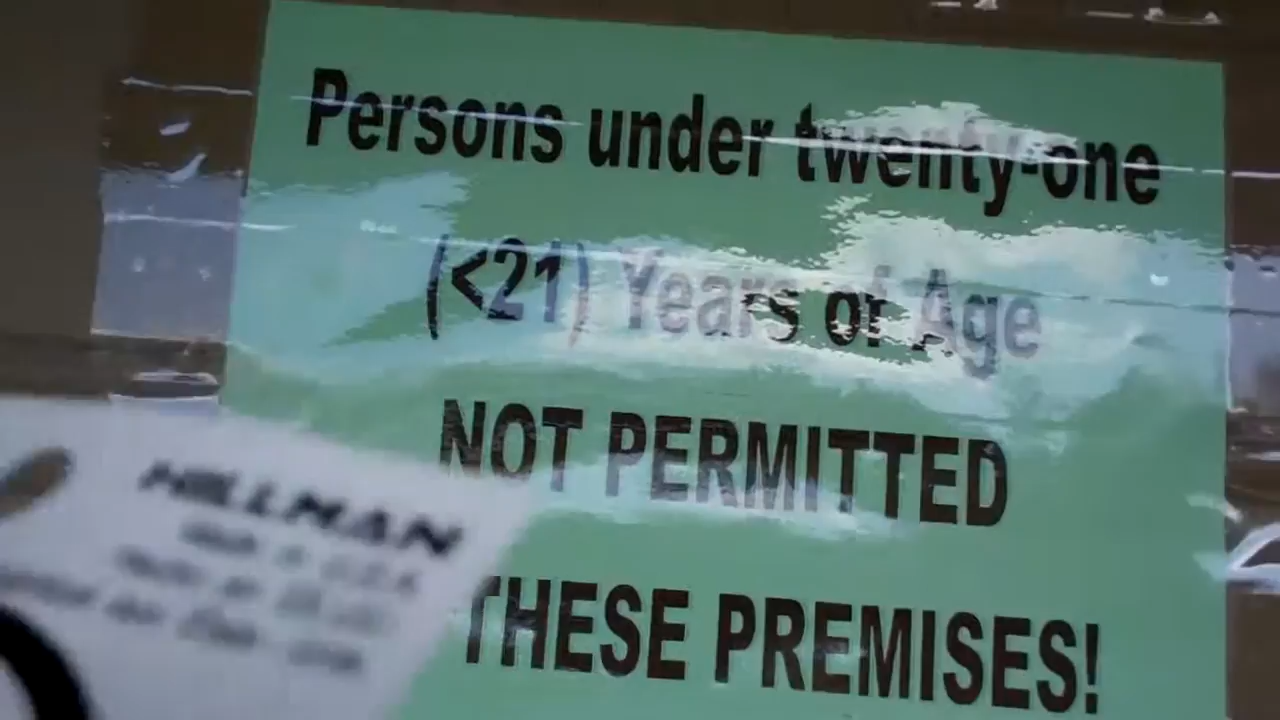 Persons under twenty-one
(<21) Years of Age
NOT PERMITTED
THESE PREMISES!
HILLMAN